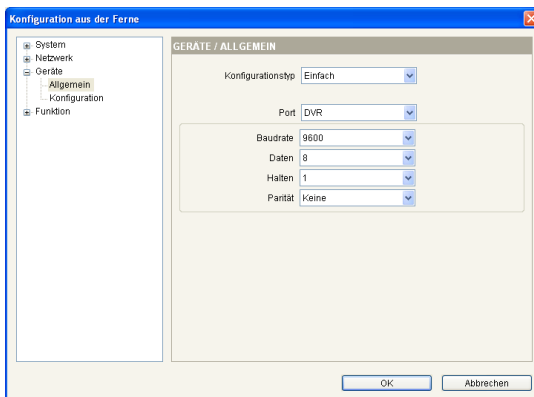 Konfiguration aus der Ferne
System
Netzwerk
Geräte
Allgemein
Konfiguration
Funktion
GERÄTE / ALLGEMEIN
Konfigurationstyp Einfach
Port DVR
Baudrate 9600
Daten 8
Halten 1
Parität Keine
OK Abbrechen